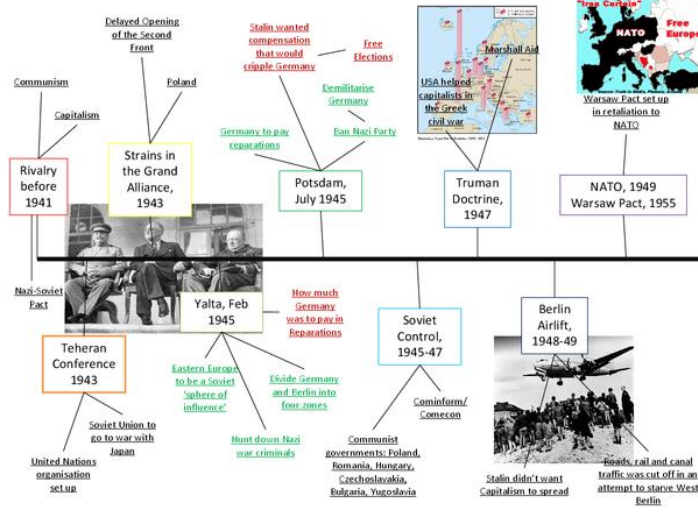 Delayed Opening
of the Second
Front
Communism
Poland
Capitalism
Rivalry
before
1941
Strains in
the Grand
Alliance,
1943
Stalin wanted
compensation
that would
cripple Germany
Free
Elections
Demilitarise
Germany
Germany to pay
reparations
Ban Nazi Party
Potsdam,
July 1945
USA helped
capitalists in
the Greek
civil war
Marshall Aid
Truman
Doctrine,
1947
"Iron Curtain"
NATO
Free
Europe
Warsaw Pact set up
in retaliation to
NATO
NATO, 1949
Warsaw Pact, 1955
Nazi-Soviet
Pact
Teheran
Conference
1943
Soviet Union to
go to war with
Japan
United Nations
organisation
set up
Yalta, Feb
1945
How much
Germany
was to pay in
Reparations
Eastern Europe
to be a Soviet
'sphere of
influence'
Divide Germany
and Berlin into
four zones
Hunt down Nazi
war criminals
Soviet
Control,
1945-47
Cominform/
Comecon
Communist
governments: Poland,
Romania, Hungary,
Czechoslavakia,
Bulgaria, Yugoslavia
Berlin
Airlift,
1948-49
Stalin didn't want
Capitalism to spread
Roads, rail and canal
traffic was cut off in an
attempt to starve West
Berlin